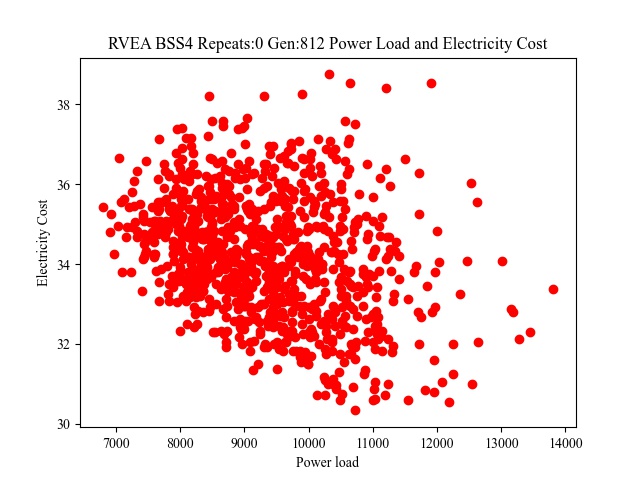 RVEA BSS4 Repeats:0 Gen:812 Power Load and Electricity Cost
38
36
34
32
30
Electricity Cost
7000 8000 9000 10000 11000 12000 13000 14000
Power load